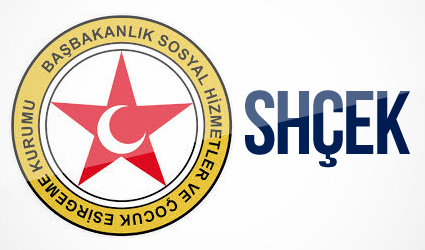 BAŞBAKANLIK SOSYAL HİZMETLER VE ÇOCUK ESİRGEME KURUMU
SHÇEK